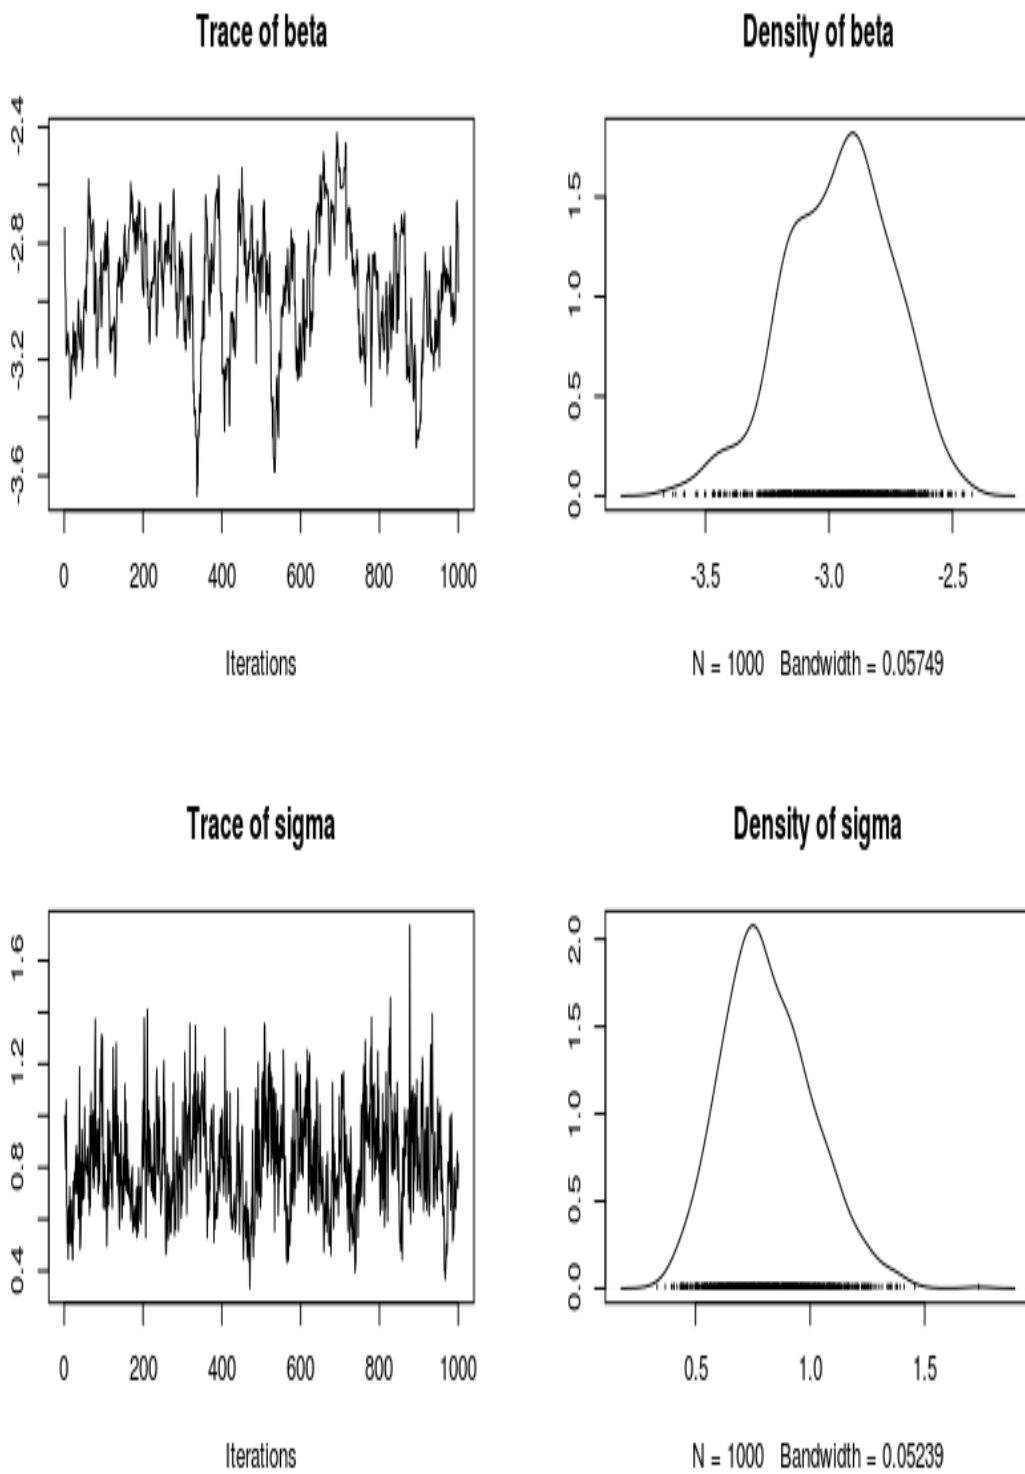 Trace of beta
Density of beta
-2.4
-2.8
-3.2
-3.6
0 200 400 600 800 1000
Iterations
1.5
1.0
0.5
0.0
-3.5 -3.0 -2.5
N = 1000 Bandwidth = 0.05749
Trace of sigma
Density of sigma
1.6
1.2
0.8
0.4
0 200 400 600 800 1000
Iterations
2.0
1.5
1.0
0.5
0.0
0.5 1.0 1.5
N = 1000 Bandwidth = 0.05239